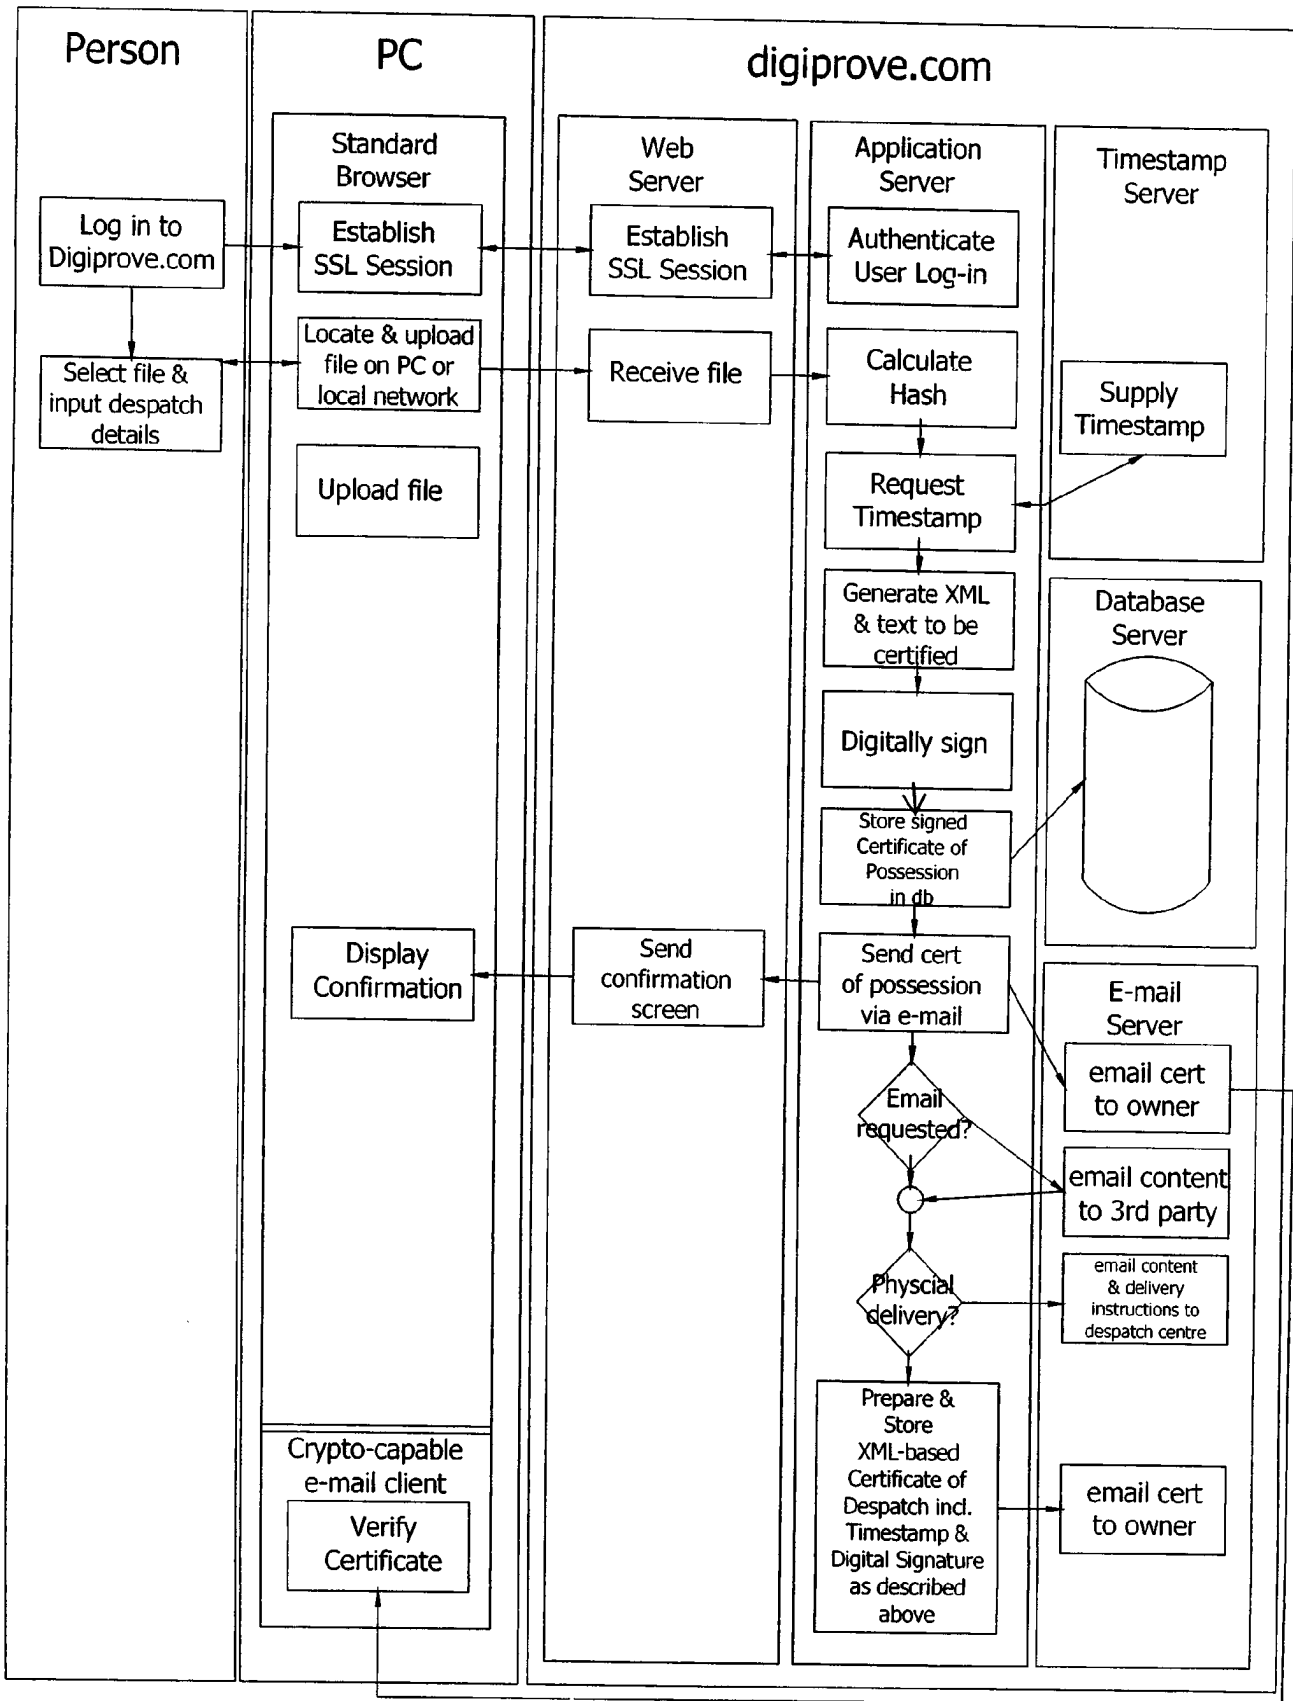 Person
PC
digiprove.com
Standard
Browser
Web
Server
Application
Server
Timestamp
Server
Log in to
Digiprove.com
Establish
SSL Session
Establish
SSL Session
Authenticate
User Log-in
Select file &
input despatch
details
Locate & upload
file on PC or
local network
Receive file
Calculate
Hash
Supply
Timestamp
Upload file
Request
Timestamp
Generate XML
& text to be
certified
Database
Server
Digitally sign
Store signed
Certificate of
Possession
in db
Display
Confirmation
Send
confirmation
screen
Send cert
of possession
via e-mail
E-mail
Server
email cert
to owner
Email
requested?
email content
to 3rd party
Physcial
delivery?
email content
& delivery
instructions to
despatch centre
Prepare &
Store
XML-based
Certificate of
Despatch incl.
Timestamp &
Digital Signature
as described
above
email cert
to owner
Crypto-capable
e-mail client
Verify
Certificate